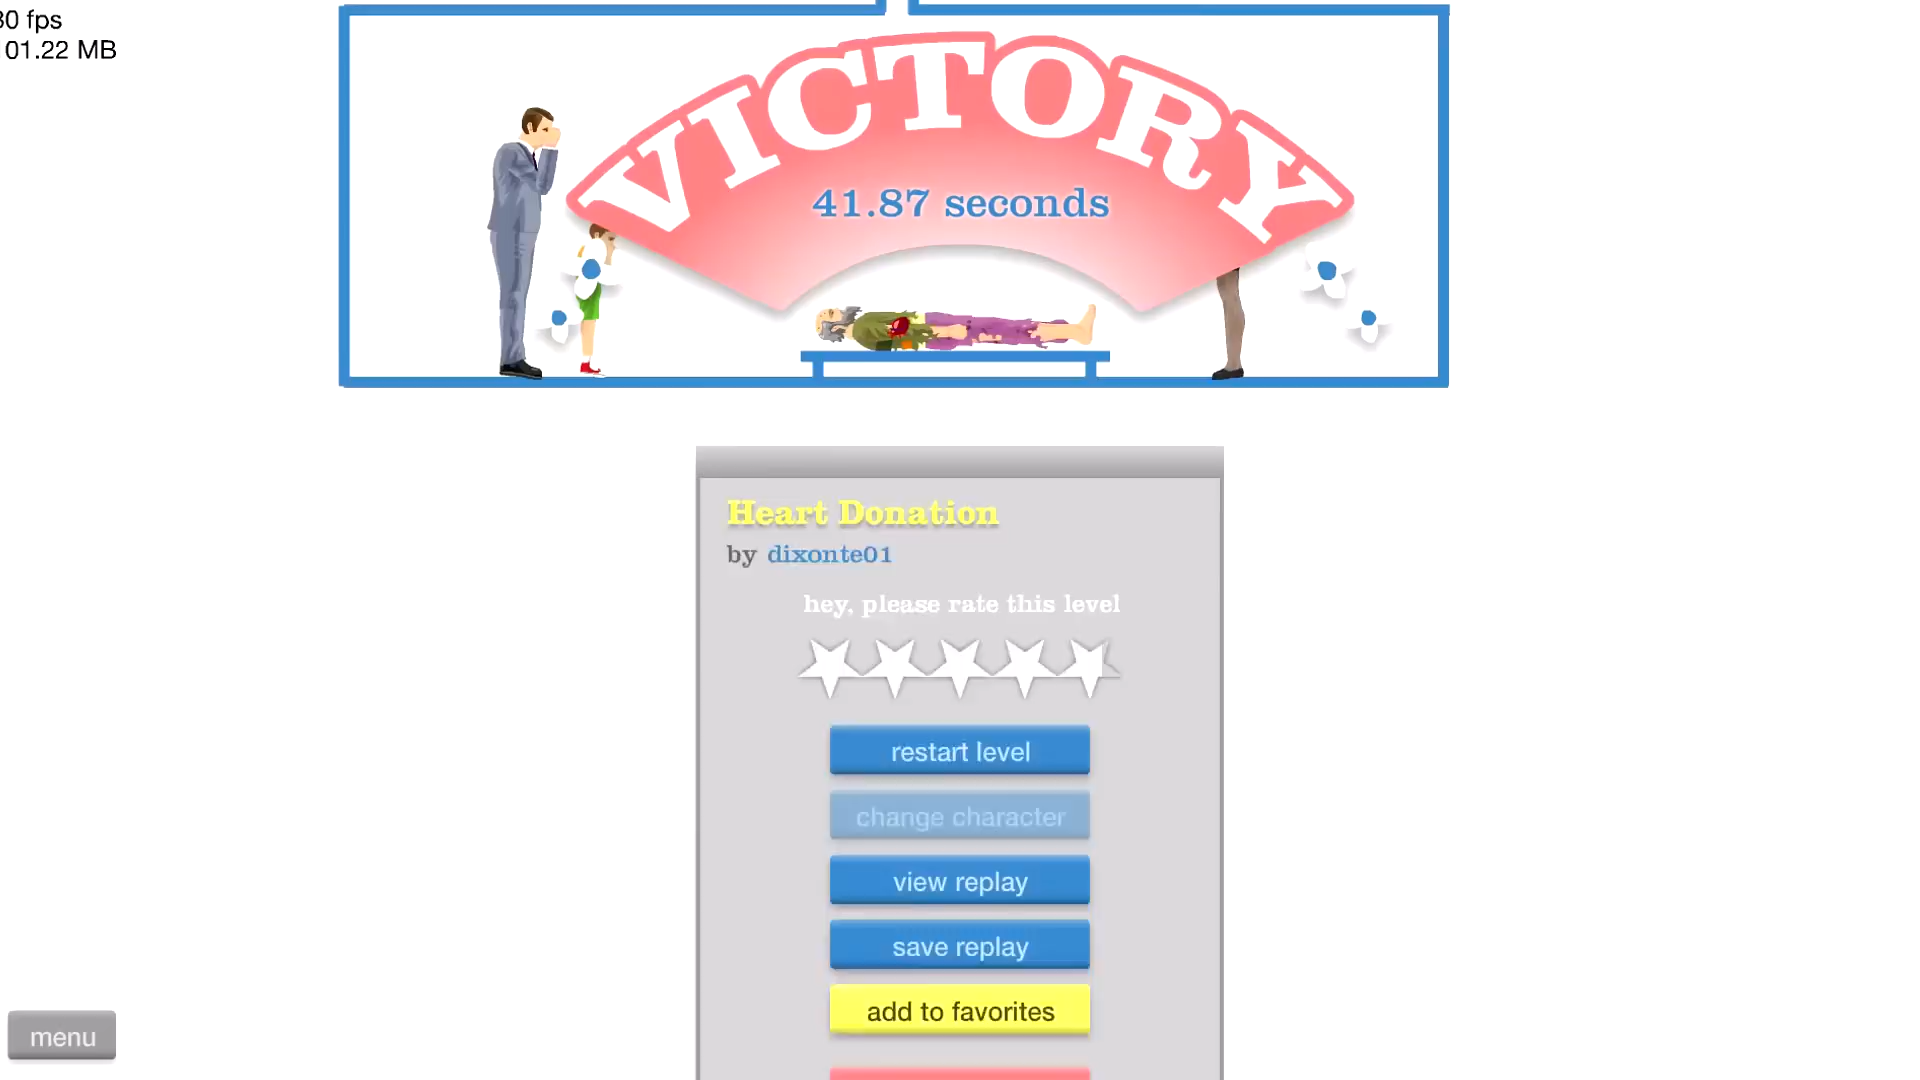 30 fps
01.22 MB
VICTORY
41.87 seconds
Heart Donation
by dixonte01
hey, please rate this level
restart level
change character
view replay
save replay
add to favorites
menu